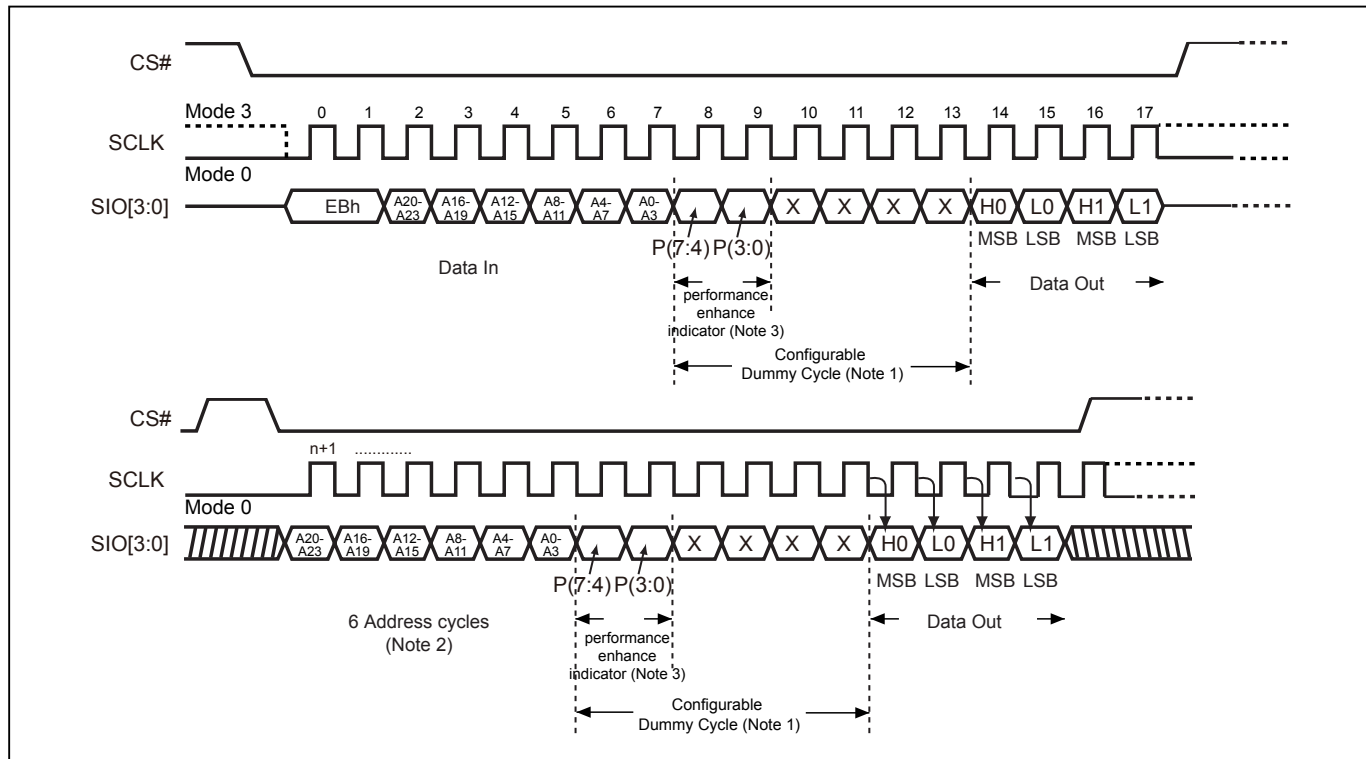 CS#
Mode 3
0 1 2 3 4 5 6 7 8 9 10 11 12 13 14 15 16 17
SCLK
Mode 0
SIO[3:0]
EBh
A20-
A23
A16-
A19
A12-
A15
A8-
A11
A4-
A7
A0-
A3
X X X X H0 L0 H1 L1
P(7:4) P(3:0)
MSB LSB MSB LSB
Data In
Data Out
performance
enhance
indicator (Note 3)
Configurable
Dummy Cycle (Note 1)
CS#
n+1 .............
SCLK
Mode 0
SIO[3:0]
A20-
A23
A16-
A19
A12-
A15
A8-
A11
A4-
A7
A0-
A3
X X X X H0 L0 H1 L1
P(7:4) P(3:0)
MSB LSB MSB LSB
6 Address cycles
(Note 2)
Data Out
performance
enhance
indicator (Note 3)
Configurable
Dummy Cycle (Note 1)